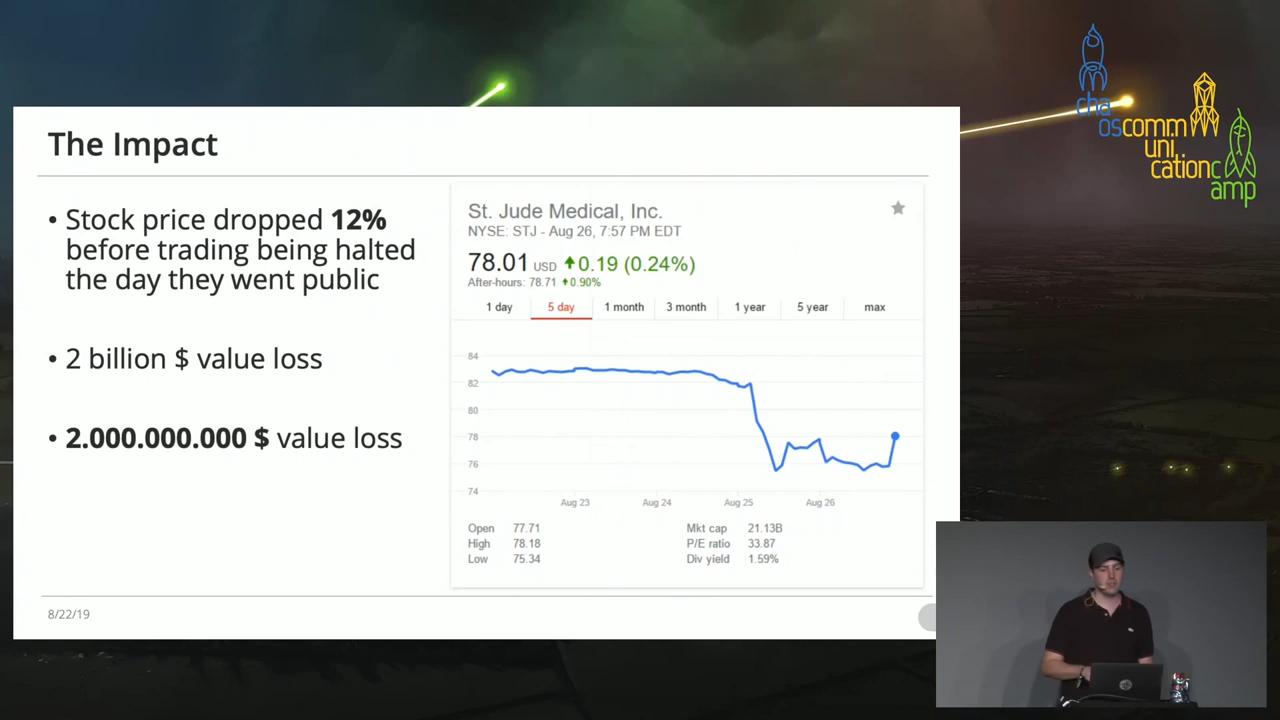 The Impact
• Stock price dropped 12%
before trading being halted
the day they went public
• 2 billion $ value loss
• 2.000.000.000 $ value loss
St. Jude Medical, Inc.
NYSE: STJ - Aug 26, 7:57 PM EDT
78.01 USD 0.19 (0.24%)
After-hours: 78.71 0.90%
1 day 5 day 1 month 3 month 1 year 5 year max
84
82
80
78
76
74
Aug 23 Aug 24 Aug 25 Aug 26
Open 77.71 Mkt cap 21.13B
High 78.18 P/E ratio 33.87
Low 75.34 Div yield 1.59%
8/22/19
cha
oscomm
uni
cationc
amp